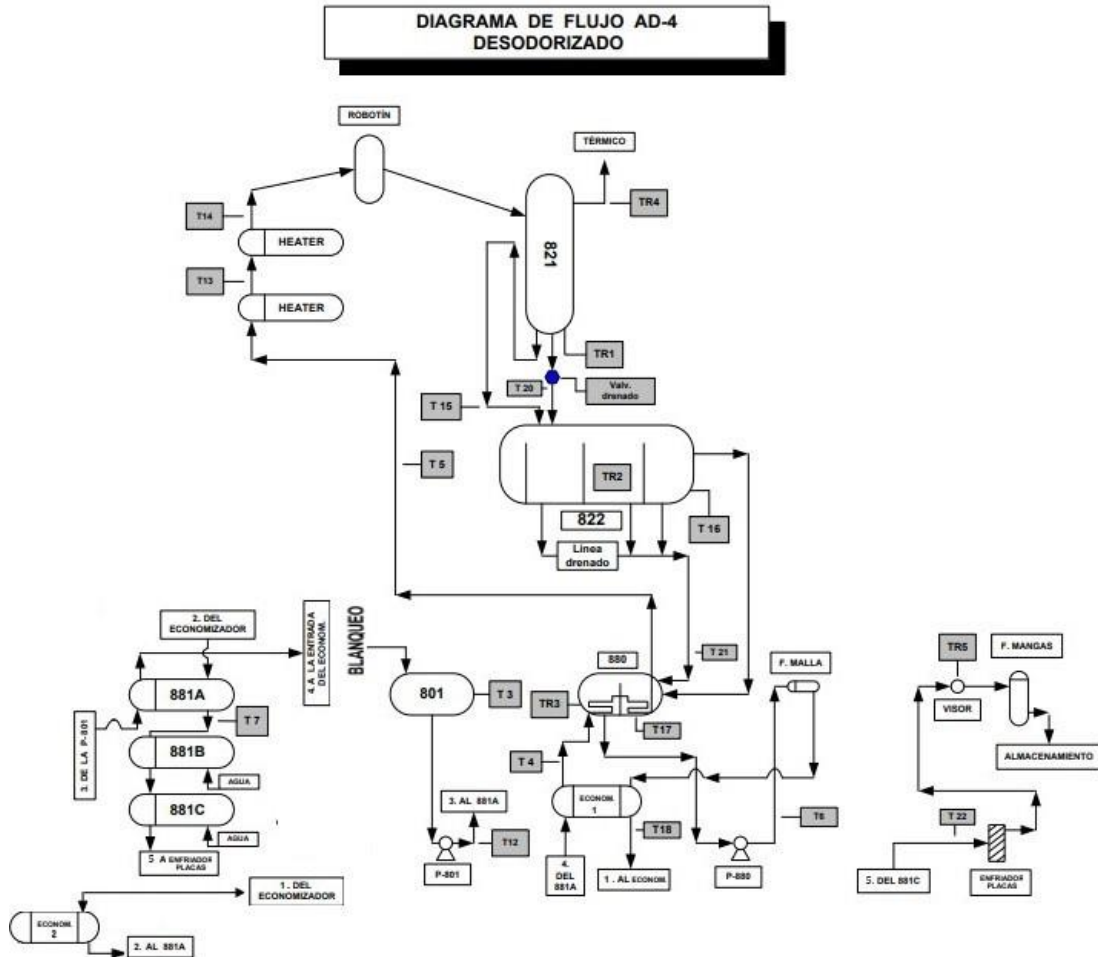 DIAGRAMA DE FLUJO AD-4
DESODORIZADO
ROBOTÍN
TÉRMICO
T14
TR4
HEATER
821
T13
HEATER
TR1
T 20
Valv.
drenado
T 15
T 5
TR2
822
T 16
Linea
drenado
2. DEL
ECONOMIZADOR
4. A LA ENTRADA
DEL ECONOM.
BLANQUEO
880
T 21
F. MALLA
TR5
F. MANGAS
881A
801
T 3
TR3
T17
VISOR
3. DE LA P-801
T 7
881B
T 4
ALMACENAMIENTO
AGUA
881C
3. AL 881A
ECONOM.
1
T18
T6
T 22
AGUA
T12
5 A ENFRIADOR
PLACAS
P-801
4.
DEL
881A
1 . AL ECONOM.
P-880
5. DEL 881C
ENFRIADOR
PLACAS
1 . DEL
ECONOMIZADOR
ECONOM.
2
2. AL 881A